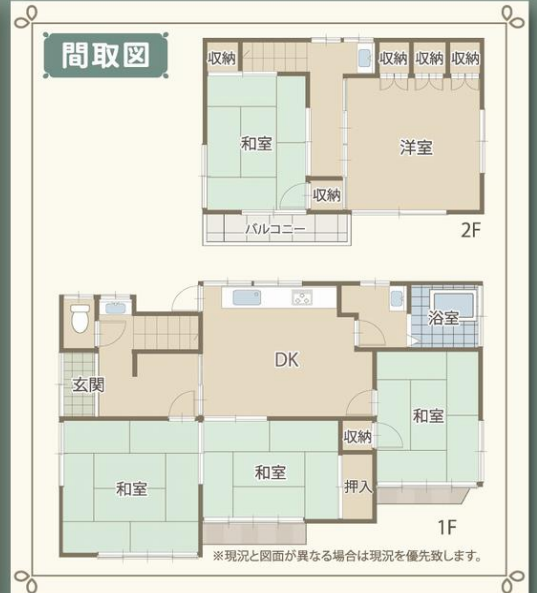 間取図
収納
収納
収納
収納
和室
洋室
収納
バルコニー
2F
浴室
DK
玄関
和室
収納
和室
和室
押入
1F
※現況と図面が異なる場合は現況を優先致します。